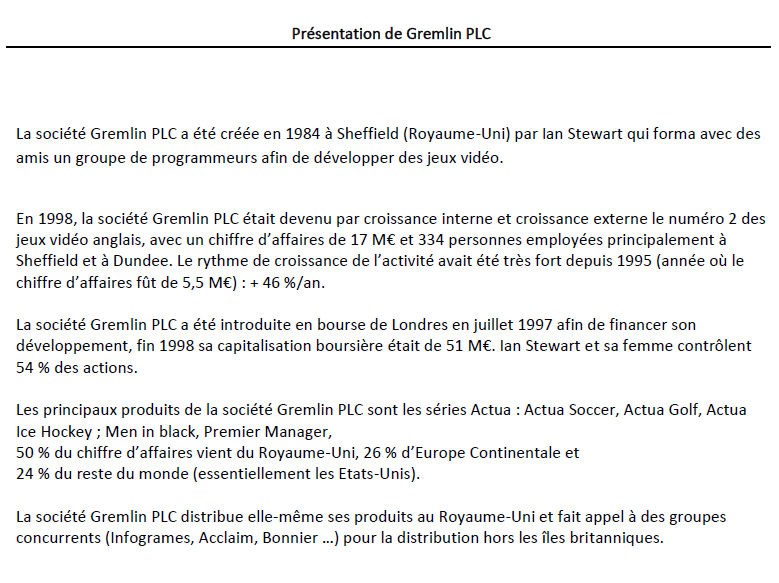 Présentation de Gremlin PLC
La société Gremlin PLC a été créée en 1984 à Sheffield (Royaume-Uni) par Ian Stewart qui forma avec des
amis un groupe de programmeurs afin de développer des jeux vidéo.
En 1998, la société Gremlin PLC était devenu par croissance interne et croissance externe le numéro 2 des
jeux vidéo anglais, avec un chiffre d’affaires de 17 M€ et 334 personnes employées principalement à
Sheffield et à Dundee. Le rythme de croissance de l’activité avait été très fort depuis 1995 (année où le
chiffre d’affaires fût de 5,5 M€) : + 46 %/an.
La société Gremlin PLC a été introduite en bourse de Londres en juillet 1997 afin de financer son
développement, fin 1998 sa capitalisation boursière était de 51 M€. Ian Stewart et sa femme contrôlent
54 % des actions.
Les principaux produits de la société Gremlin PLC sont les séries Actua : Actua Soccer, Actua Golf, Actua
Ice Hockey ; Men in black, Premier Manager,
50 % du chiffre d’affaires vient du Royaume-Uni, 26 % d’Europe Continentale et
24 % du reste du monde (essentiellement les Etats-Unis).
La société Gremlin PLC distribue elle-même ses produits au Royaume-Uni et fait appel à des groupes
concurrents (Infogrames, Acclaim, Bonnier …) pour la distribution hors les îles britanniques.